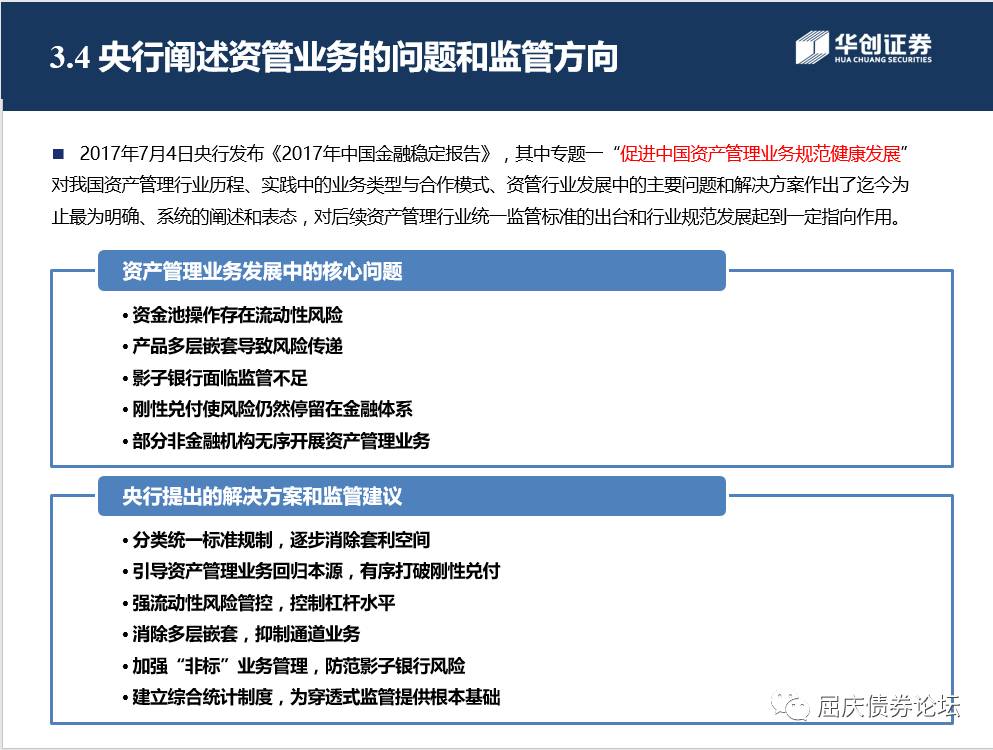 3.4 央行阐述资管业务的问题和监管方向
华创证券
HUA CHUANG SECURITIES
2017年7月4日央行发布《2017年中国金融稳定报告》，其中专题一“促进中国资产管理业务规范健康发展”
对我国资产管理行业历程、实践中的业务类型与合作模式、资管行业发展中的主要问题和解决方案作出了迄今为
止最为明确、系统的阐述和表态，对后续资产管理行业统一监管标准的出台和行业规范发展起到一定指向作用。
资产管理业务发展中的核心问题
•资金池操作存在流动性风险
•产品多层嵌套导致风险传递
•影子银行面临监管不足
•刚性兑付使风险仍然停留在金融体系
•部分非金融机构无序开展资产管理业务
央行提出的解决方案和监管建议
•分类统一标准规制，逐步消除套利空间
•引导资产管理业务回归本源，有序打破刚性兑付
•强流动性风险管控，控制杠杆水平
•消除多层嵌套，抑制通道业务
•加强“非标”业务管理，防范影子银行风险
•建立综合统计制度，为穿透式监管提供根本基础
屈庆债券论坛